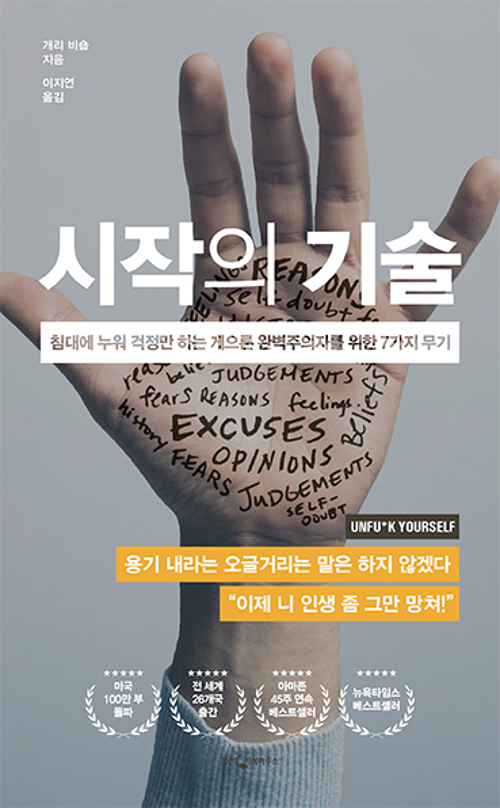 개리 비숍
지음
이지연
옮김
시작의 기술
침대에 누워 걱정만 하는 게으른 완벽주의자를 위한 7가지 무기
REASONS
self-doubt
JUDGEMENTS
fears REASONS feelings.
Beliefs
history
EXCUSES
OPINIONS
FEARS
JUDGEMENTS
SELF-
DOUBT
UNFU*K YOURSELF
용기 내라는 오글거리는 말은 하지 않겠다
“이제 니 인생 좀 그만 망쳐!”
미국
100만 부
돌파
전 세계
26개국
출간
아마존
45주 연속
베스트셀러
뉴욕타임스
베스트셀러